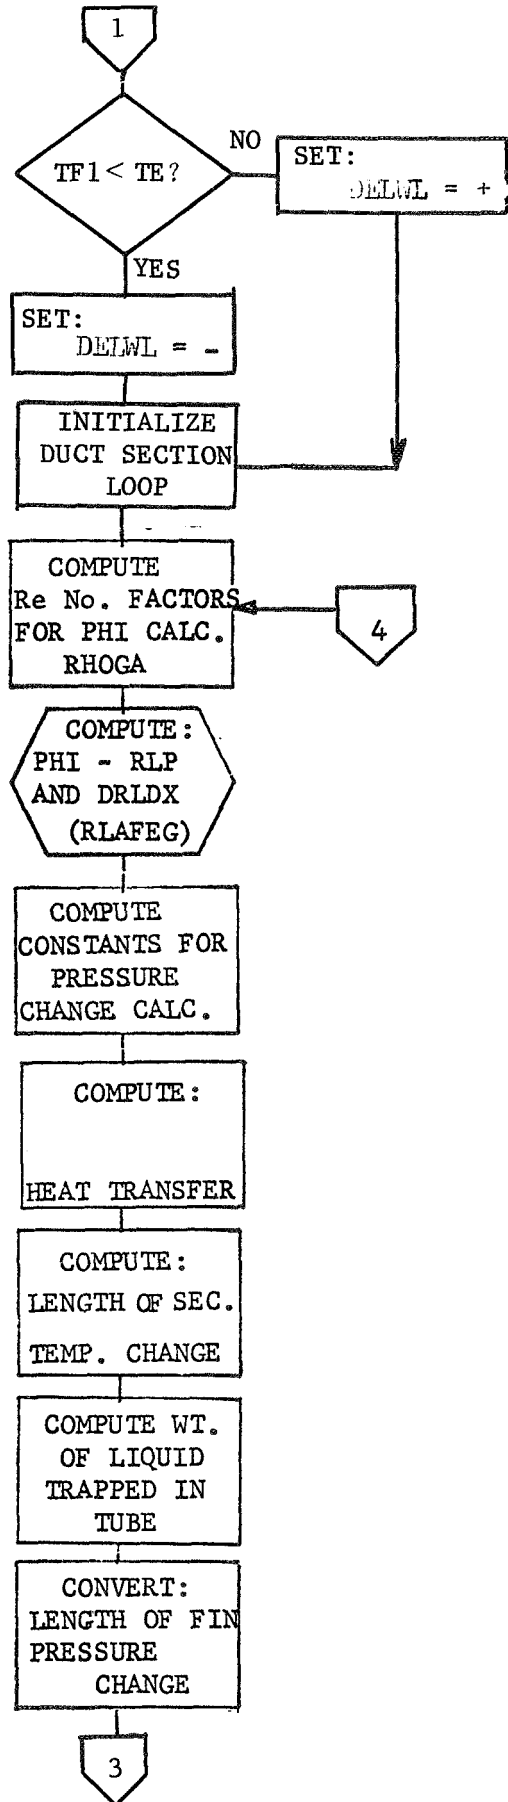 1
TF1 < TE?
NO
SET:
DELWL = +
YES
SET:
DELWL = -
INITIALIZE
DUCT SECTION
LOOP
COMPUTE
Re No. FACTORS
FOR PHI CALC.
RHOGA
4
COMPUTE:
PHI - RLP
AND DRLDX
(RLAFEG)
COMPUTE
CONSTANTS FOR
PRESSURE
CHANGE CALC.
COMPUTE:
HEAT TRANSFER
COMPUTE:
LENGTH OF SEC.
TEMP. CHANGE
COMPUTE WT.
OF LIQUID
TRAPPED IN
TUBE
CONVERT:
LENGTH OF FIN
PRESSURE
CHANGE
3